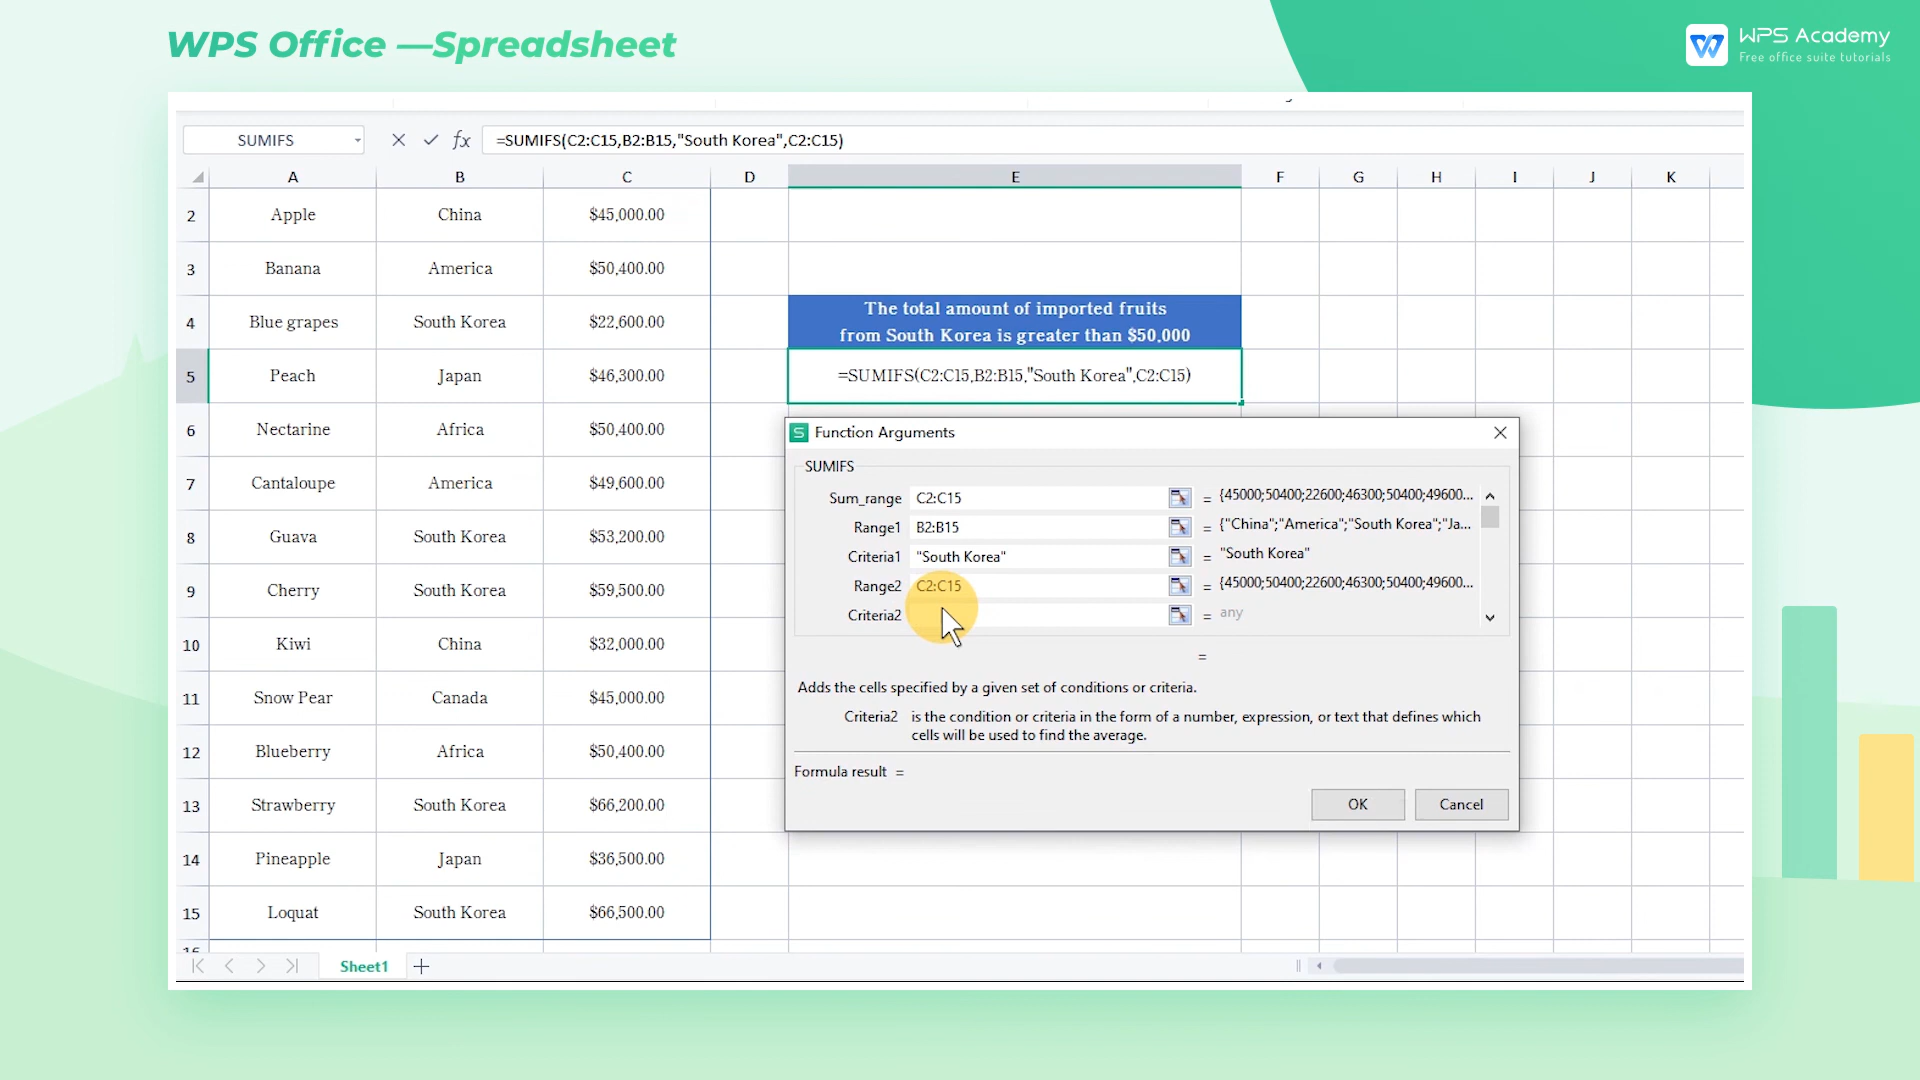 WPS Office —Spreadsheet
WPS Academy
Free office suite tutorials
SUMIFS
fx
=SUMIFS(C2:C15,B2:B15,"South Korea",C2:C15)
A B C D E F G H I J K
2 Apple China $45,000.00
3 Banana America $50,400.00
4 Blue grapes South Korea $22,600.00
The total amount of imported fruits
from South Korea is greater than $50,000
5 Peach Japan $46,300.00
=SUMIFS(C2:C15,B2:B15,"South Korea",C2:C15)
6 Nectarine Africa $50,400.00
7 Cantaloupe America $49,600.00
8 Guava South Korea $53,200.00
9 Cherry South Korea $59,500.00
10 Kiwi China $32,000.00
11 Snow Pear Canada $45,000.00
12 Blueberry Africa $50,400.00
13 Strawberry South Korea $66,200.00
14 Pineapple Japan $36,500.00
15 Loquat South Korea $66,500.00
Function Arguments
SUMIFS
Sum_range C2:C15 = {45000;50400;22600;46300;50400;49600...
Range1 B2:B15 = {"China";"America";"South Korea";"Ja...
Criteria1 "South Korea" = "South Korea"
Range2 C2:C15 = {45000;50400;22600;46300;50400;49600...
Criteria2 = any
=
Adds the cells specified by a given set of conditions or criteria.
Criteria2 is the condition or criteria in the form of a number, expression, or text that defines which
cells will be used to find the average.
Formula result =
OK Cancel
Sheet1